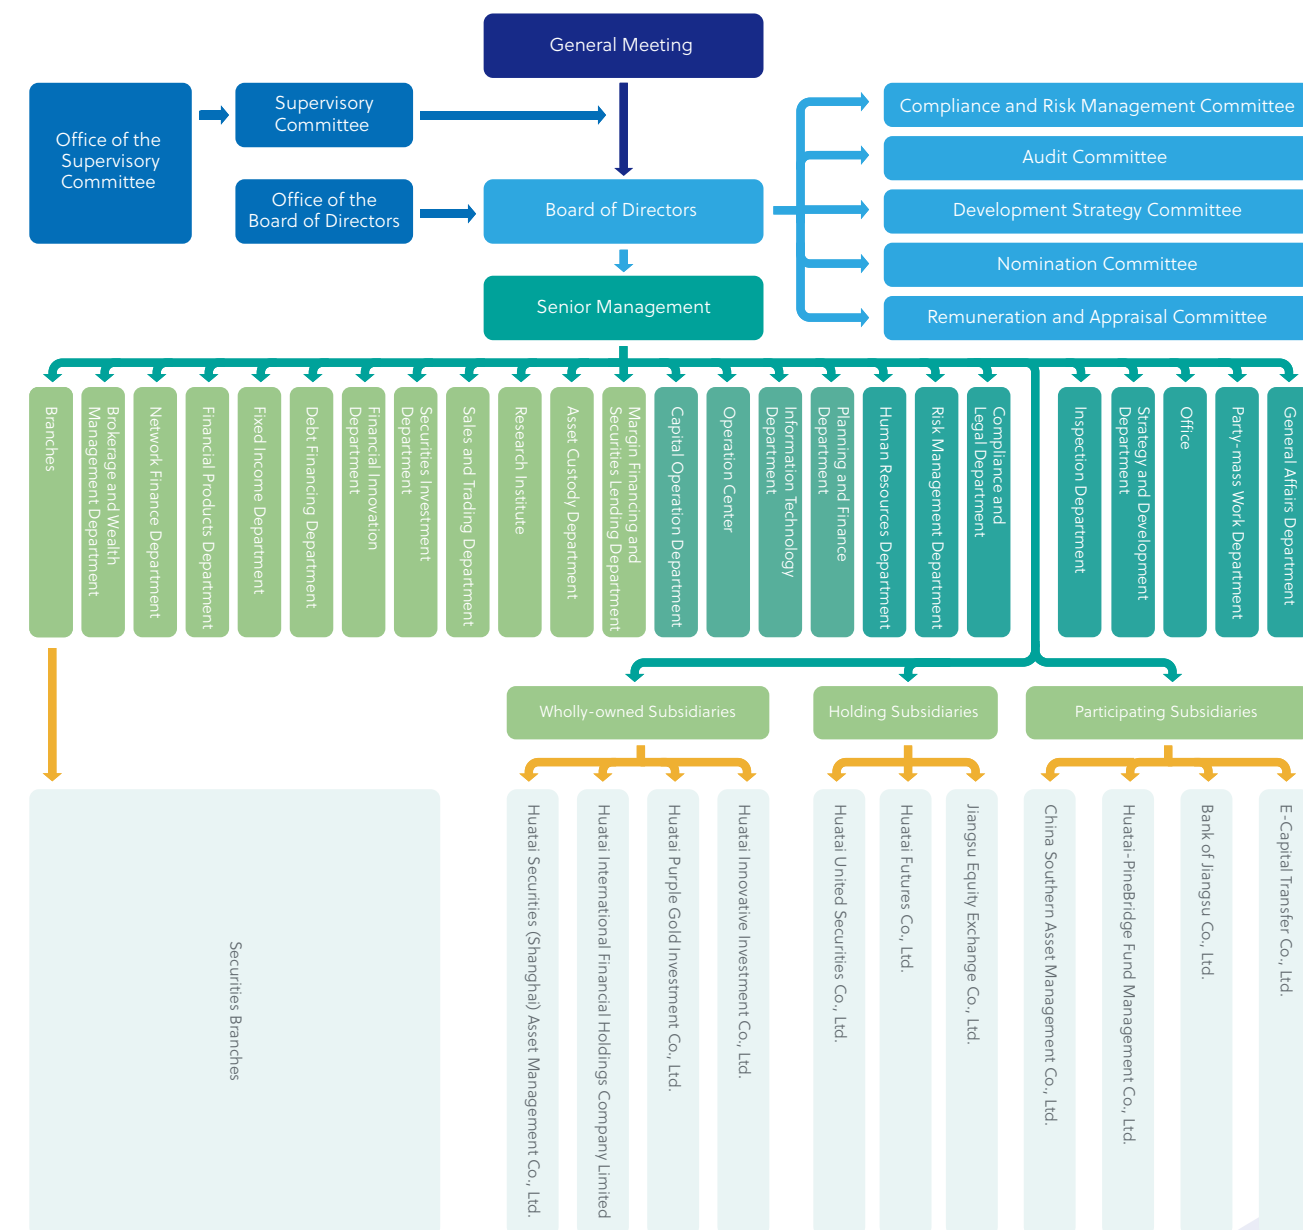 General Meeting
Office of the
Supervisory
Committee
Supervisory
Committee
Office of the
Board of Directors
Board of Directors
Compliance and Risk Management Committee
Audit Committee
Development Strategy Committee
Nomination Committee
Remuneration and Appraisal Committee
Senior Management
Branches
Brokerage and Wealth
Management Department
Network Finance Department
Financial Products Department
Fixed Income Department
Debt Financing Department
Financial Innovation
Department
Securities Investment
Department
Sales and Trading Department
Research Institute
Asset Custody Department
Margin Financing and
Securities Lending Department
Capital Operation Department
Operation Center
Information Technology
Department
Planning and Finance
Department
Human Resources Department
Risk Management Department
Compliance and
Legal Department
Inspection Department
Strategy and Development
Department
Office
Party-mass Work Department
General Affairs Department
Wholly-owned Subsidiaries
Holding Subsidiaries
Participating Subsidiaries
Securities Branches
Huatai Securities (Shanghai) Asset Management Co., Ltd.
Huatai International Financial Holdings Company Limited
Huatai Purple Gold Investment Co., Ltd.
Huatai Innovative Investment Co., Ltd.
Huatai United Securities Co., Ltd.
Huatai Futures Co., Ltd.
Jiangsu Equity Exchange Co., Ltd.
China Southern Asset Management Co., Ltd.
Huatai-PineBridge Fund Management Co., Ltd.
Bank of Jiangsu Co., Ltd.
E-Capital Transfer Co., Ltd.